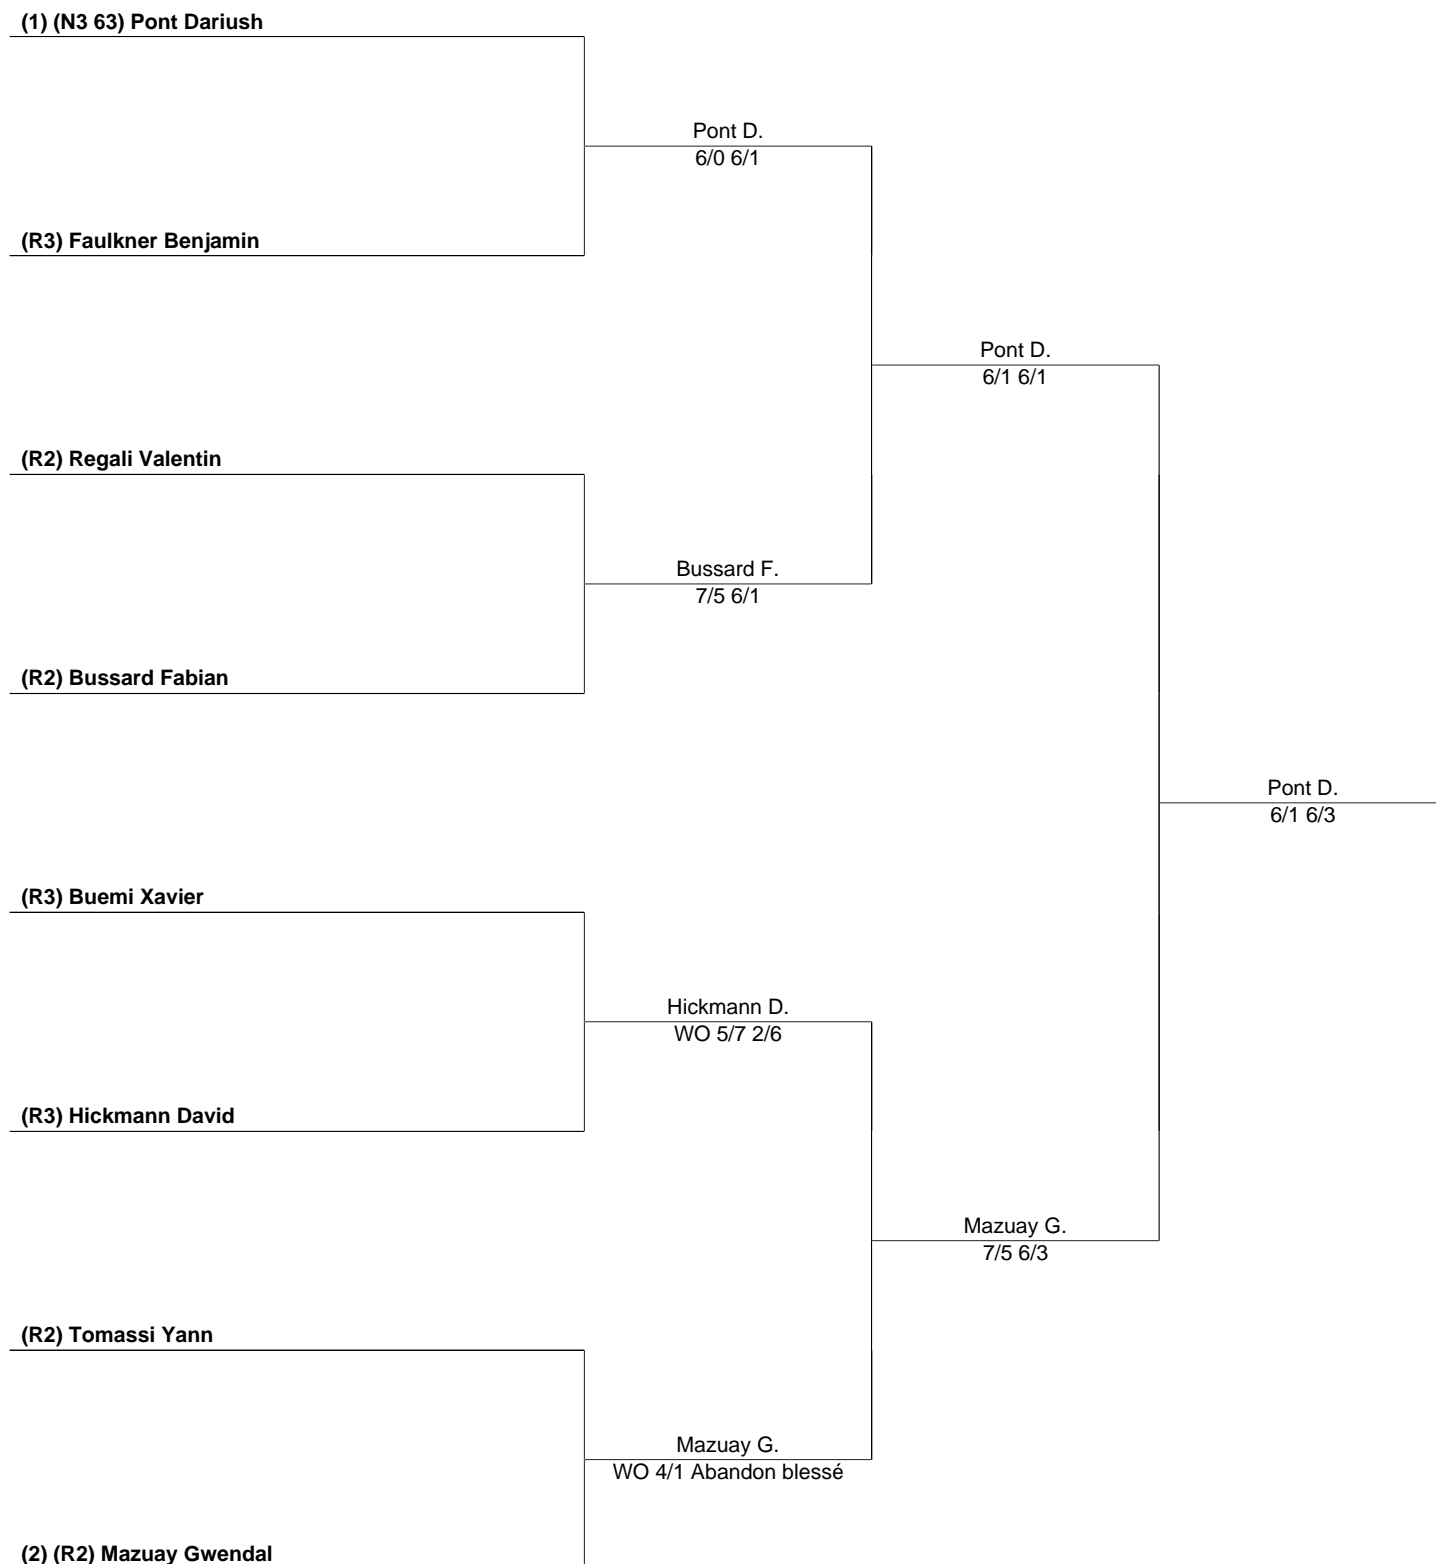 (1) (N3 63) Pont Dariush
Pont D.
6/0 6/1
(R3) Faulkner Benjamin
Pont D.
6/1 6/1
(R2) Regali Valentin
Bussard F.
7/5 6/1
(R2) Bussard Fabian
Pont D.
6/1 6/3
(R3) Buemi Xavier
Hickmann D.
WO 5/7 2/6
(R3) Hickmann David
Mazuay G.
7/5 6/3
(R2) Tomassi Yann
Mazuay G.
WO 4/1 Abandon blessé
(2) (R2) Mazuay Gwendal